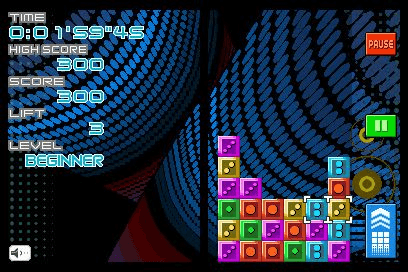 TIME
0:01'59"45
HIGH SCORE
300
SCORE
300
LIFT
3
LEVEL
BEGINNER
PAUSE